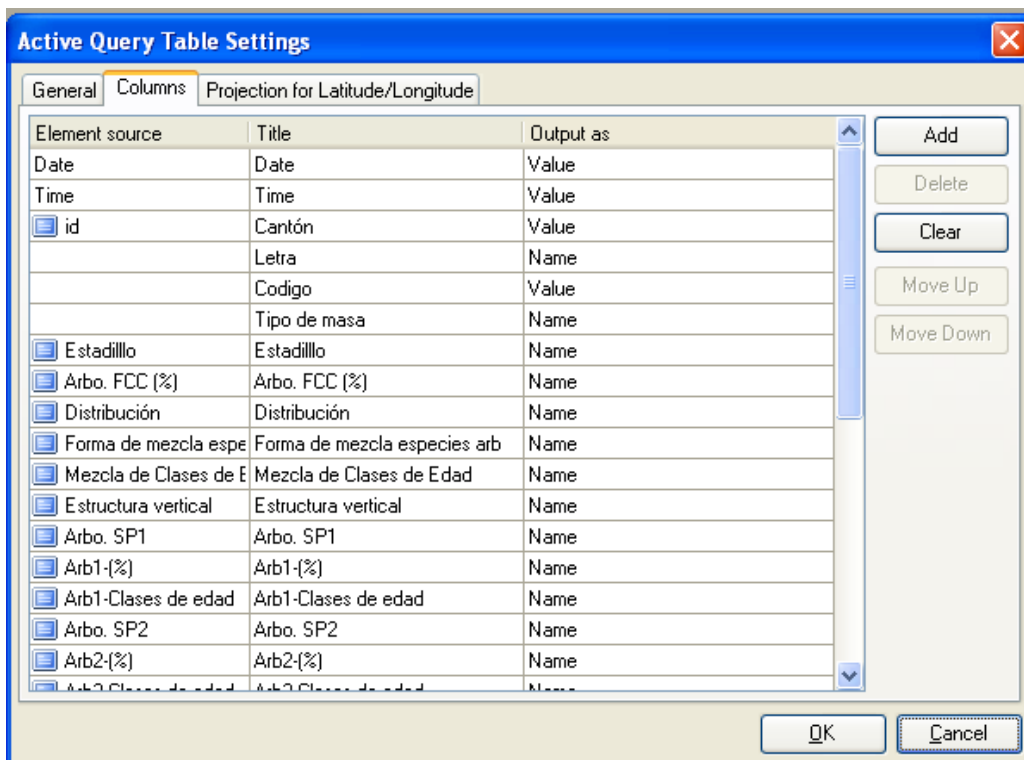 Active Query Table Settings
General Columns Projection for Latitude/Longitude
Element source Title Output as
Date Date Value
Time Time Value
id Cantón Value
Letra Name
Codigo Value
Tipo de masa Name
Estadilllo Estadilllo Name
Arbo. FCC (%) Arbo. FCC (%) Name
Distribución Distribución Name
Forma de mezcla espe Forma de mezcla especies arb Name
Mezcla de Clases de E Mezcla de Clases de Edad Name
Estructura vertical Estructura vertical Name
Arbo. SP1 Arbo. SP1 Name
Arb1-(%) Arb1-(%) Name
Arb1-Clases de edad Arb1-Clases de edad Name
Arbo. SP2 Arbo. SP2 Name
Arb2-(%) Arb2-(%) Name
Add
Delete
Clear
Move Up
Move Down
OK Cancel